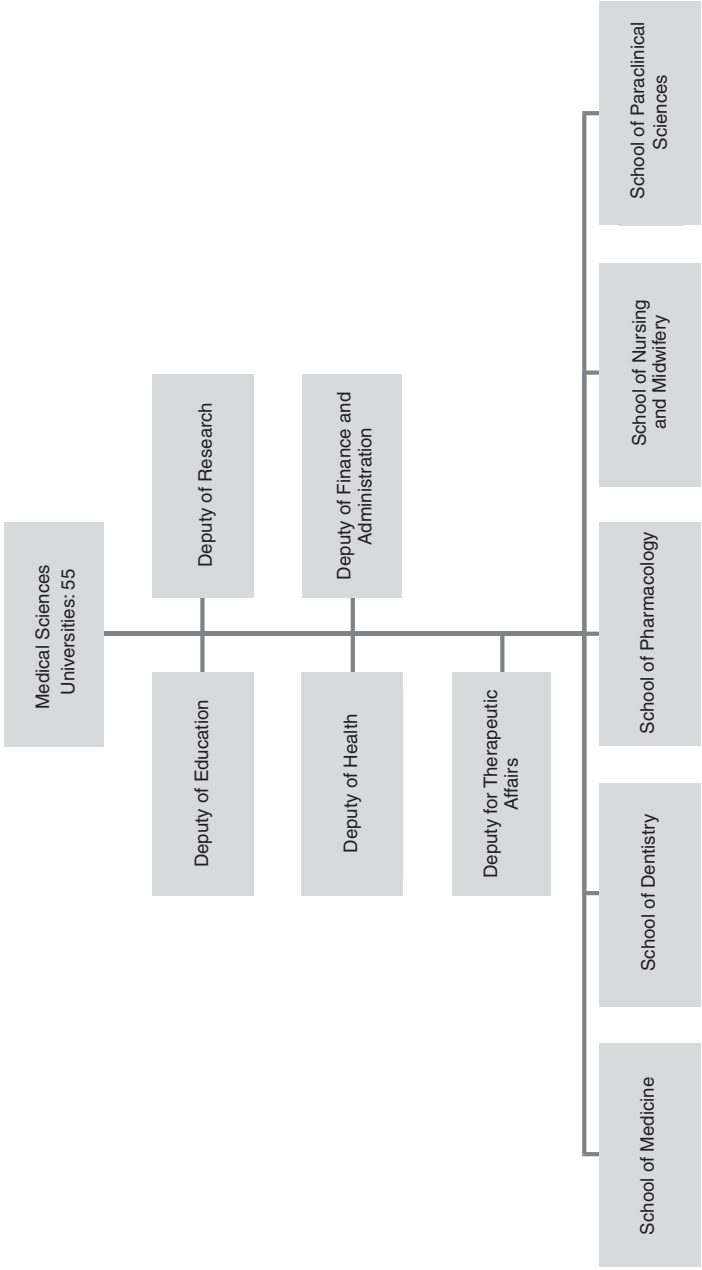 Medical Sciences
Universities: 55
Deputy of Education
Deputy of Research
Deputy of Health
Deputy of Finance and
Administration
Deputy for Therapeutic
Affairs
School of Medicine
School of Dentistry
School of Pharmacology
School of Nursing
and Midwifery
School of Paraclinical
Sciences